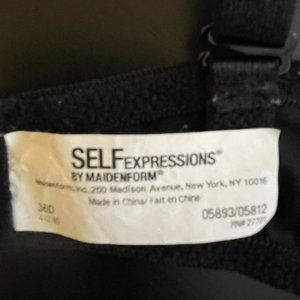 SELF EXPRESSIONS®
BY MAIDENFORM®
Maidenform, Inc. 200 Madison Avenue, New York, NY 10016
Made in China/ Fait en Chine
36D 05893/05812
RN#